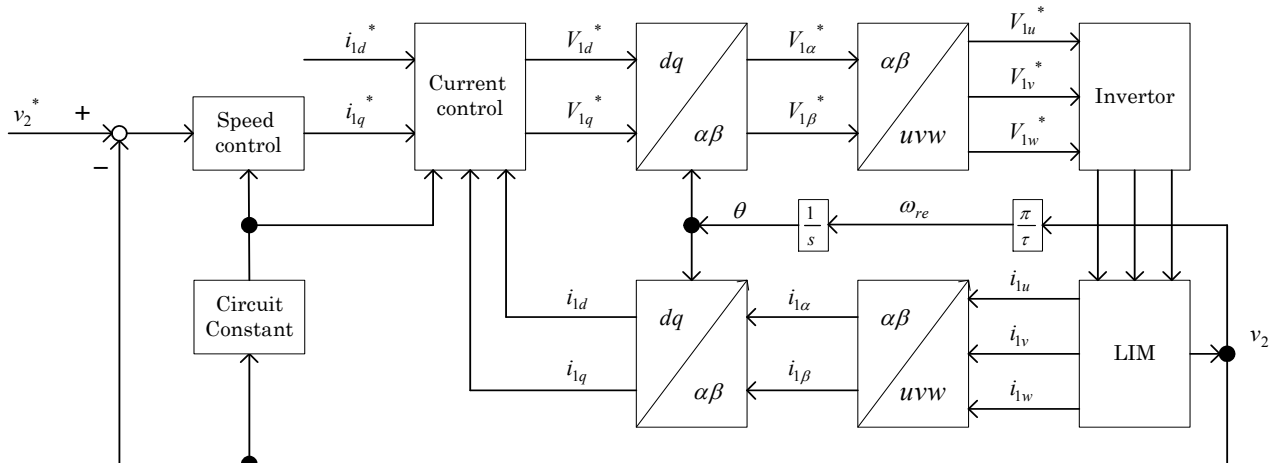 i₁d* V₁d* V₁α* V₁u*
v₂* + Speed control i₁q* Current control V₁q* dq αβ V₁β* αβ uvw V₁v* Invertor
V₁w*
−
θ 1/s ω_re π/τ
Circuit Constant i₁d dq αβ i₁α αβ uvw i₁u LIM v₂
i₁v
i₁q i₁β i₁w